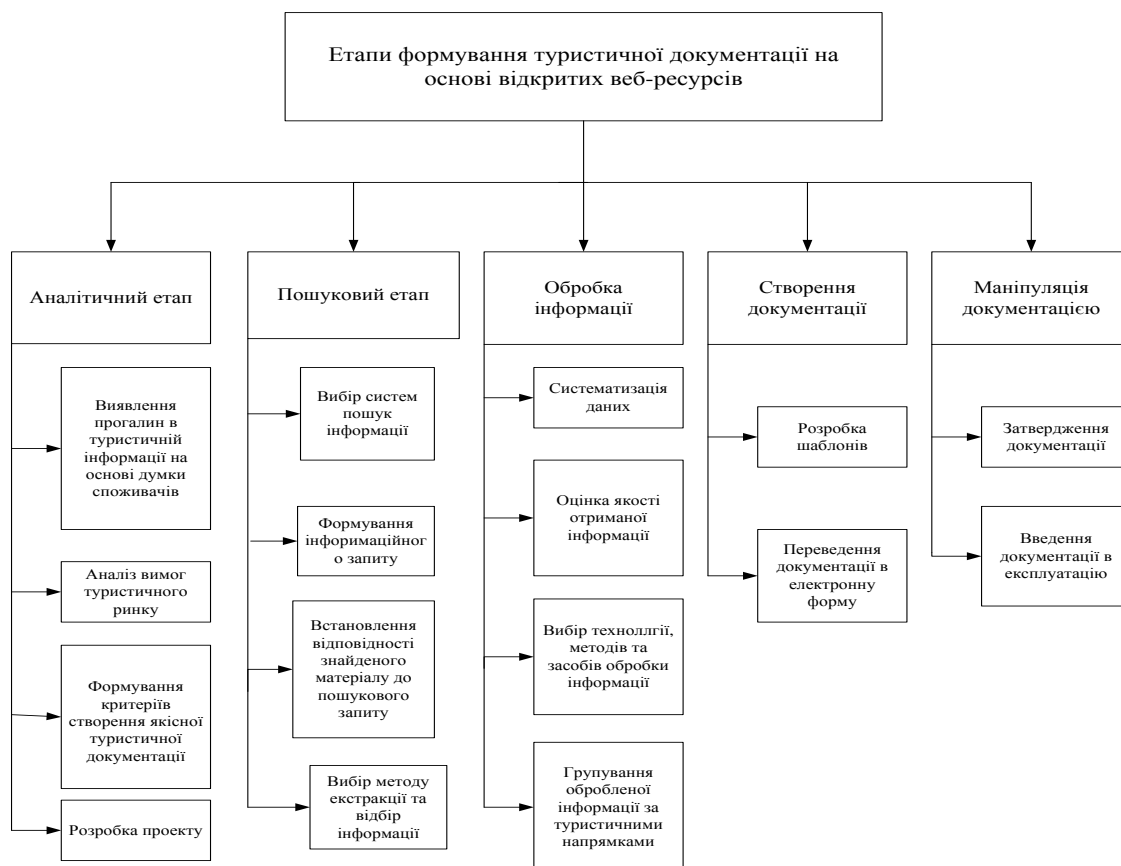 Етапи формування туристичної документації на
основі відкритих веб-ресурсів
Аналітичний етап
Виявлення
прогалин в
туристичній
інформації на
основі думки
споживачів
Аналіз вимог
туристичного
ринку
Формування
критеріїв
створення якісної
туристичної
документації
Розробка проекту
Пошуковий етап
Вибір систем
пошук
інформації
Формування
інформимаційног
о запиту
Встановлення
відповідності
знайденого
матеріалу до
пошукового
запиту
Вибір методу
екстракції та
відбір
інформації
Обробка
інформації
Систематизація
даних
Оцінка якості
отриманої
інформації
Вибір техноллгії,
методів та
засобів обробки
інформації
Групування
обробленої
інформації за
туристичними
напрямками
Створення
документації
Розробка
шаблонів
Переведення
документації в
електронну
форму
Маніпуляція
документацією
Затвердження
документації
Введення
документації в
експлуатацію